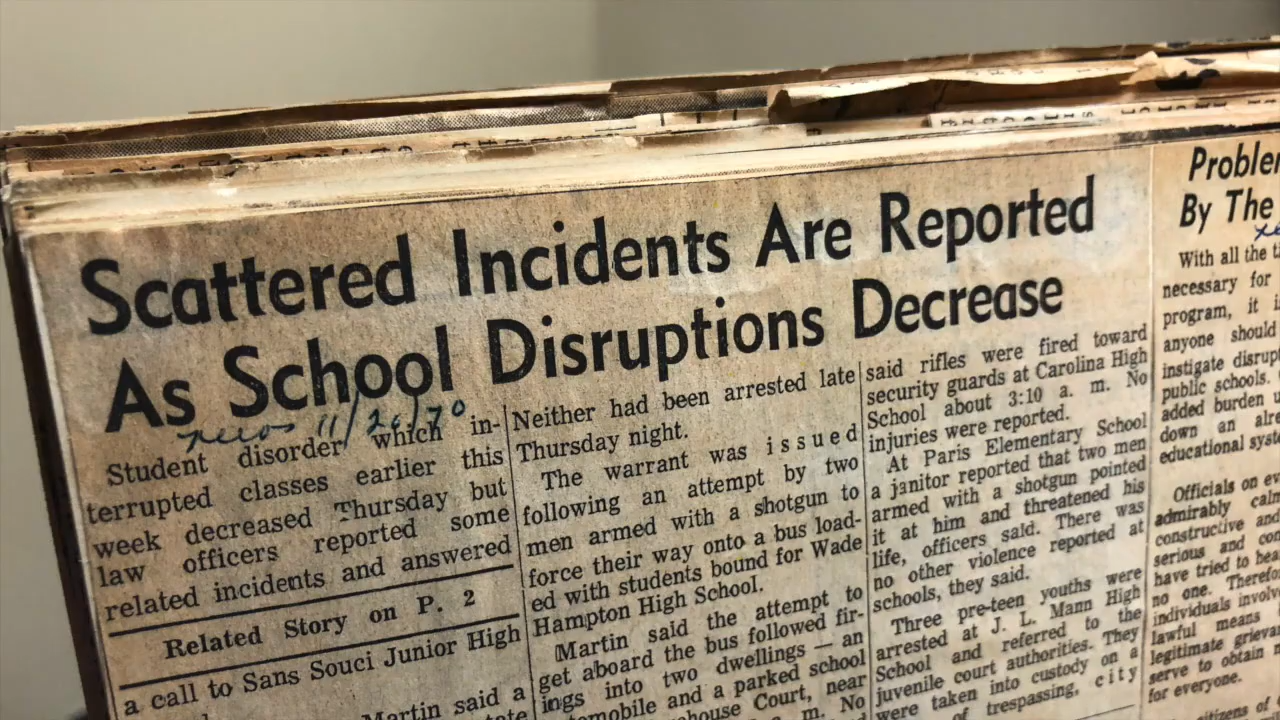 Scattered Incidents Are Reported
As School Disruptions Decrease
news 11/20/70
Student disorder which in-
terrupted classes earlier this
week decreased Thursday but
law officers reported some
related incidents and answered
Related Story on P. 2
a call to Sans Souci Junior High
Martin said a
Neither had been arrested late
Thursday night.
The warrant was issued
following an attempt by two
men armed with a shotgun to
force their way onto a bus load-
ed with students bound for Wade
Hampton High School.
Martin said the attempt to
get aboard the bus followed fir-
ings into two dwellings — an
and a parked school
Court, near
m. No
said rifles were fired toward
security guards at Carolina High
School about 3:10 a. m. No
injuries were reported.
At Paris Elementary School
a janitor reported that two men
armed with a shotgun pointed
it at him and threatened his
life, officers said. There was
no other violence reported at
schools, they said.
Three pre-teen youths were
arrested at J. L. Mann High
School and referred to the
juvenile court authorities. They
were taken into custody on a
of trespassing, city
Problem
By The
With all the
necessary for
program, it
anyone should
instigate disrup
public schools.
added burden
down an alre
educational syst
Officials on ev
admirably calm
constructive and
serious and con
have tried to hea
no one. Therefo
individuals involv
lawful means
legitimate grieva
serve to obtain
for everyone.
citizens of